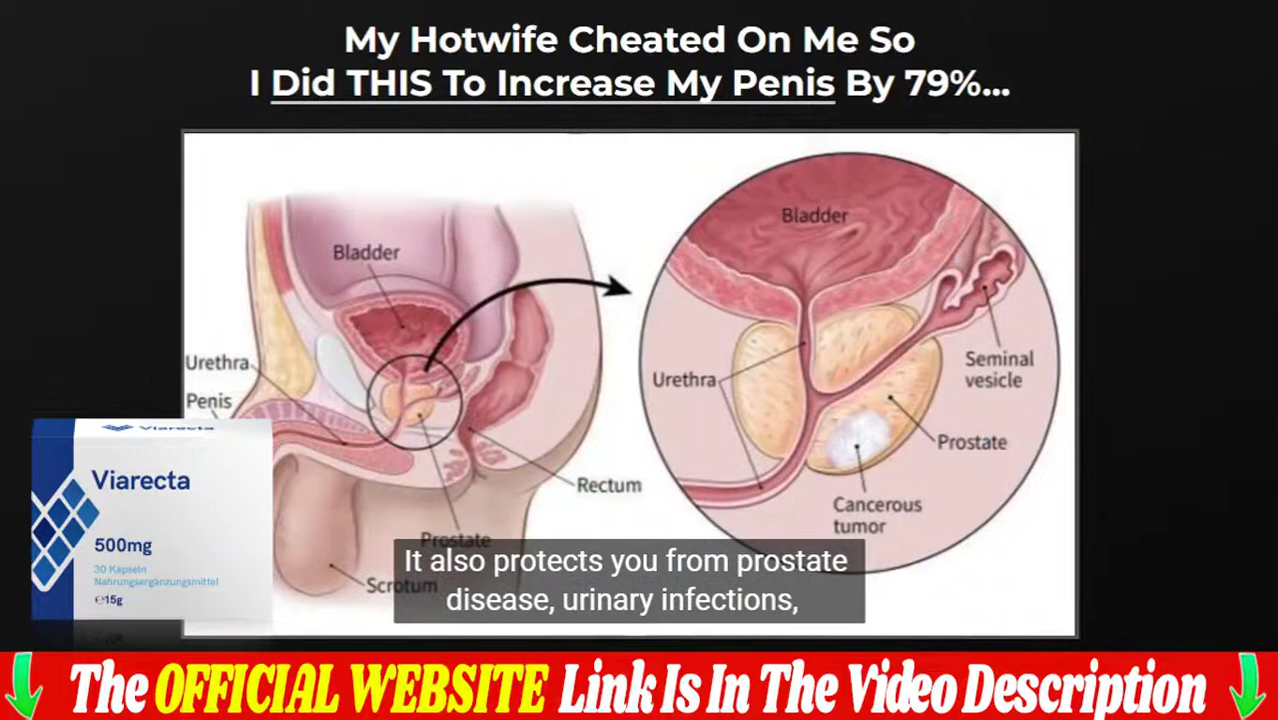 My Hotwife Cheated On Me So
I Did THIS To Increase My Penis By 79%...
Bladder
Urethra
Penis
Rectum
Prostate
Scrotum
Bladder
Urethra
Seminal
vesicle
Prostate
Cancerous
tumor
Viarecta
Viarecta
500mg
30 Kapseln
Nahrungsergänzungsmittel
℮15g
It also protects you from prostate
disease, urinary infections,
The OFFICIAL WEBSITE Link Is In The Video Description